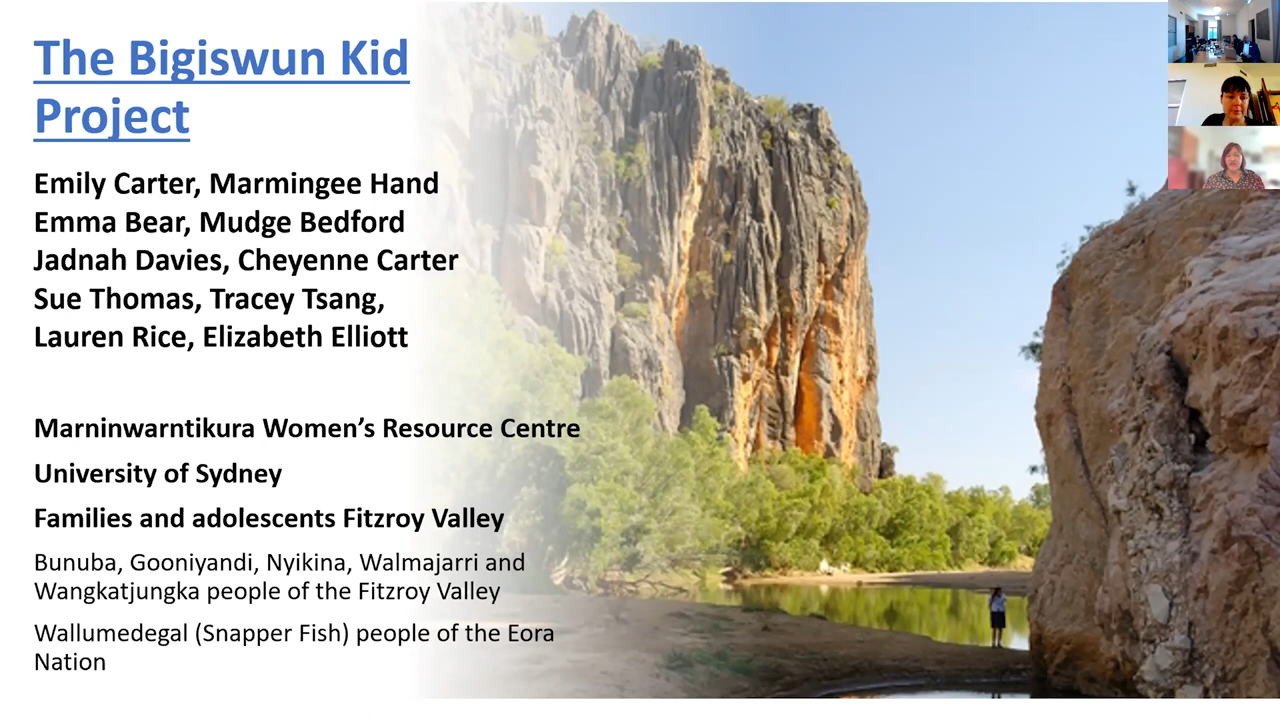 The Bigiswun Kid
Project
Emily Carter, Marmingee Hand
Emma Bear, Mudge Bedford
Jadnah Davies, Cheyenne Carter
Sue Thomas, Tracey Tsang,
Lauren Rice, Elizabeth Elliott
Marninwarntikura Women’s Resource Centre
University of Sydney
Families and adolescents Fitzroy Valley
Bunuba, Gooniyandi, Nyikina, Walmajarri and
Wangkatjungka people of the Fitzroy Valley
Wallumedegal (Snapper Fish) people of the Eora
Nation